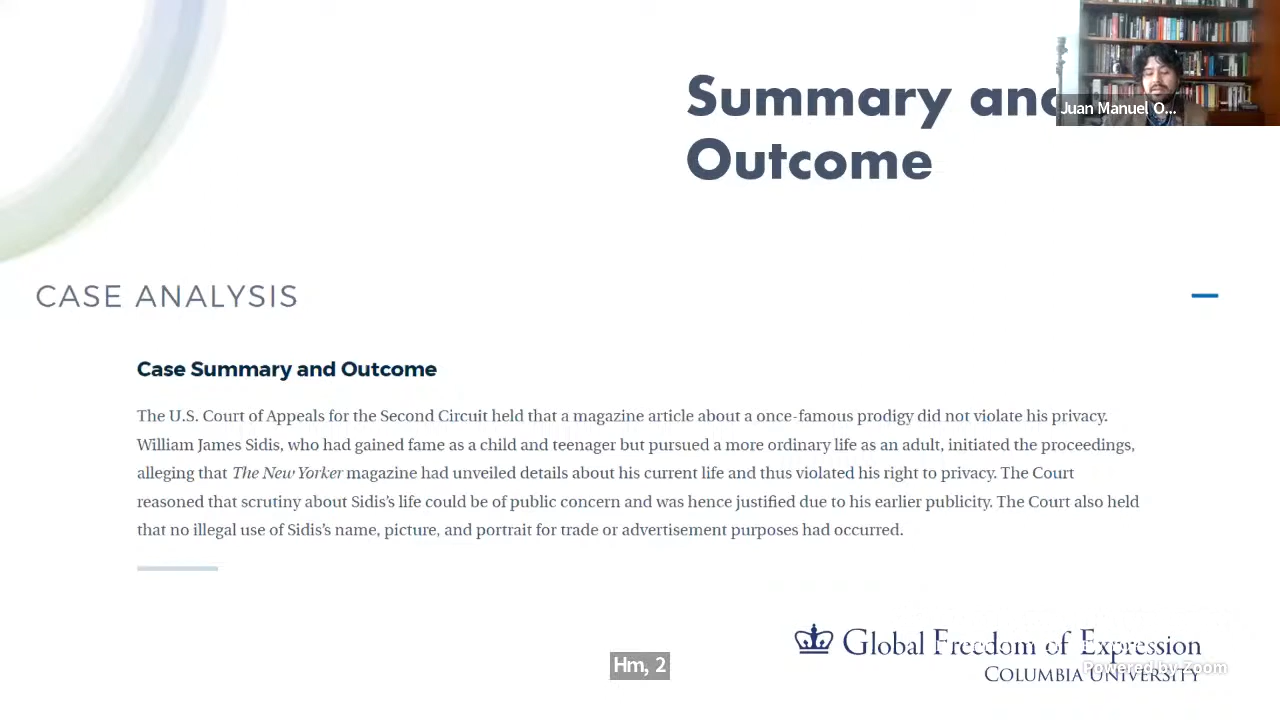 Summary and
Outcome
Juan Manuel O...
CASE ANALYSIS
Case Summary and Outcome
The U.S. Court of Appeals for the Second Circuit held that a magazine article about a once-famous prodigy did not violate his privacy.
William James Sidis, who had gained fame as a child and teenager but pursued a more ordinary life as an adult, initiated the proceedings,
alleging that The New Yorker magazine had unveiled details about his current life and thus violated his right to privacy. The Court
reasoned that scrutiny about Sidis's life could be of public concern and was hence justified due to his earlier publicity. The Court also held
that no illegal use of Sidis's name, picture, and portrait for trade or advertisement purposes had occurred.
Global Freedom of Expression
COLUMBIA UNIVERSITY
Powered by Zoom
Hm, 2